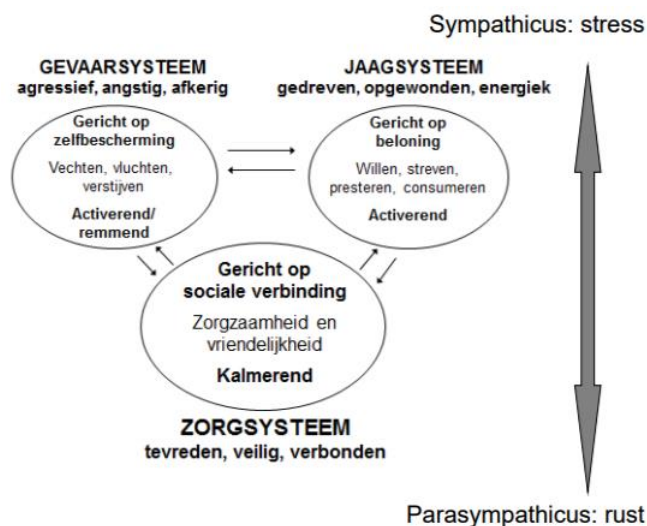 Sympathicus: stress
GEVAARSYSTEEM
agressief, angstig, afkerig
JAAGSYSTEEM
gedreven, opgewonden, energiek
Gericht op
zelfbescherming
Vechten, vluchten,
verstijven
Activerend/
remmend
Gericht op
beloning
Willen, streven,
presteren, consumeren
Activerend
Gericht op
sociale verbinding
Zorgzaamheid en
vriendelijkheid
Kalmerend
ZORGSYSTEEM
tevreden, veilig, verbonden
Parasympathicus: rust